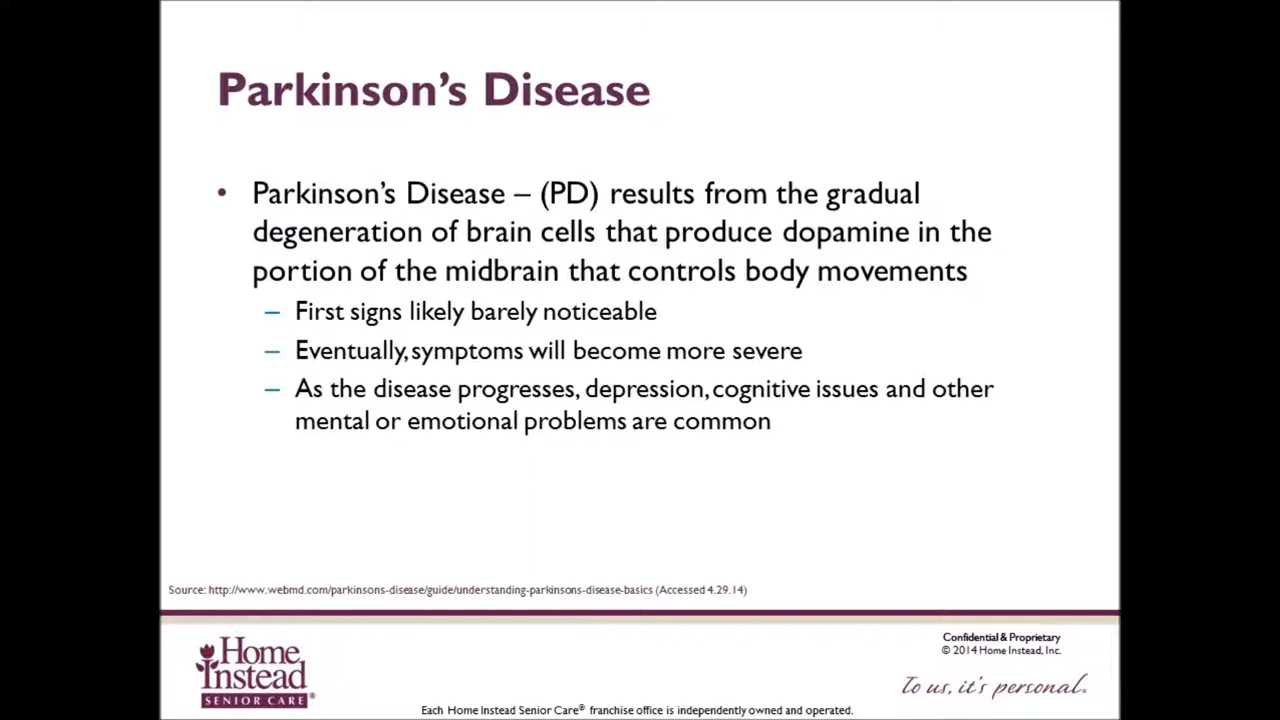 Parkinson's Disease
• Parkinson's Disease – (PD) results from the gradual
degeneration of brain cells that produce dopamine in the
portion of the midbrain that controls body movements
– First signs likely barely noticeable
– Eventually, symptoms will become more severe
– As the disease progresses, depression, cognitive issues and other
mental or emotional problems are common
Source: http://www.webmd.com/parkinsons-disease/guide/understanding-parkinsons-disease-basics (Accessed 4.29.14)
Home
Instead
SENIOR CARE®
Confidential & Proprietary
© 2014 Home Instead, Inc.
To us, it's personal.
Each Home Instead Senior Care® franchise office is independently owned and operated.